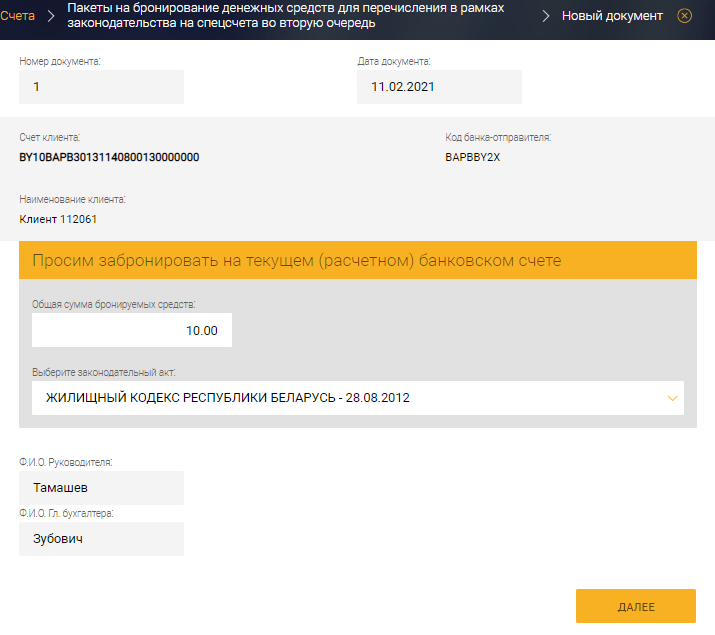 Счета
Пакеты на бронирование денежных средств для перечисления в рамках
законодательства на спецсчета во вторую очередь
Новый документ
Номер документа:
Дата документа:
1
11.02.2021
Счет клиента:
Код банка-отправителя:
BY10BAPB30131140800130000000
BAPBBY2X
Наименование клиента:
Клиент 112061
Просим забронировать на текущем (расчетном) банковском счете
Общая сумма бронируемых средств:
10.00
Выберите законодательный акт:
ЖИЛИЩНЫЙ КОДЕКС РЕСПУБЛИКИ БЕЛАРУСЬ - 28.08.2012
Ф.И.О. Руководителя:
Тамашев
Ф.И.О. Гл. бухгалтера:
Зубович
ДАЛЕЕ